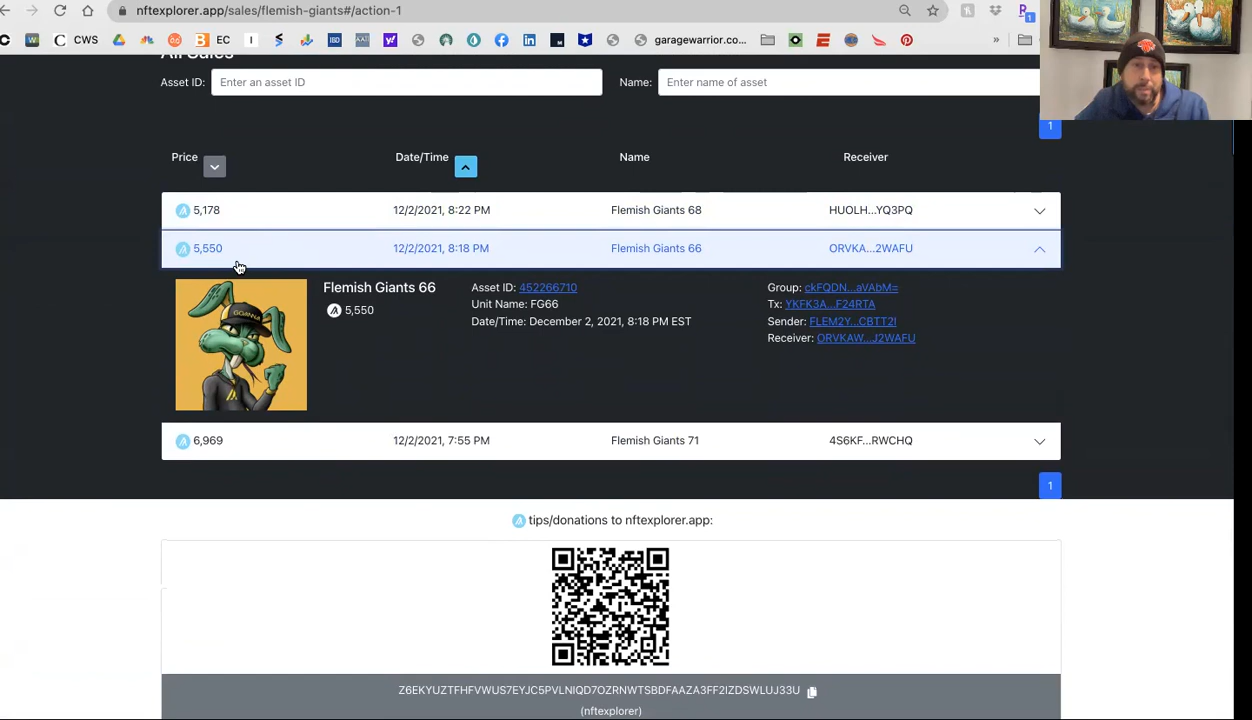 nftexplorer.app/sales/flemish-giants#/action-1
CWS
EC
IBD
AATI
garagewarrior.co...
»
All Sales
Asset ID:
Enter an asset ID
Name:
Enter name of asset
1
Price
Date/Time
Name
Receiver
5,178
12/2/2021, 8:22 PM
Flemish Giants 68
HUOLH...YQ3PQ
5,550
12/2/2021, 8:18 PM
Flemish Giants 66
ORVKA...2WAFU
GOANNA
Flemish Giants 66
5,550
Asset ID: 452266710
Unit Name: FG66
Date/Time: December 2, 2021, 8:18 PM EST
Group: ckFQDN...aVAbM=
Tx: YKFK3A...F24RTA
Sender: FLEM2Y...CBTT2I
Receiver: ORVKAW...J2WAFU
6,969
12/2/2021, 7:55 PM
Flemish Giants 71
4S6KF...RWCHQ
1
tips/donations to nftexplorer.app:
Z6EKYUZTFHFVWUS7EYJC5PVLNIQD7OZRNWTSBDFAAZA3FF2IZDSWLUJ33U
(nftexplorer)